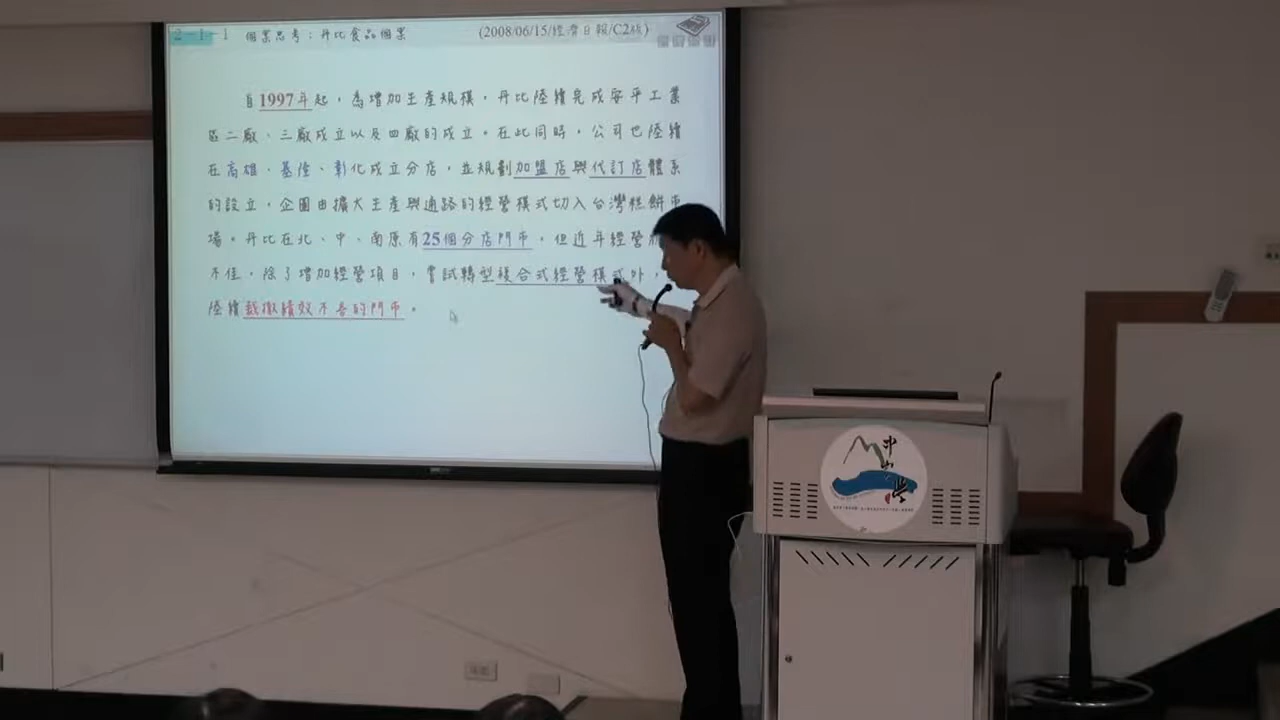 2-1-1 個案思考：丹比食品個案 (2008/06/15/經濟日報/C2版)
自1997年起，為增加生產規模，丹比陸續完成安平工業
區二廠、三廠成立以及四廠的成立。在此同時，公司也陸續
在高雄、基隆、彰化成立分店，並規劃加盟店與代訂店體系
的設立，企圖由擴大生產與通路的經營模式切入台灣糕餅市
場。丹比在北、中、南原有25個分店門市，但近年經營
不佳，除了增加經營項目，嘗試轉型複合式經營模式外，
陸續裁撤績效不善的門市。
中山學